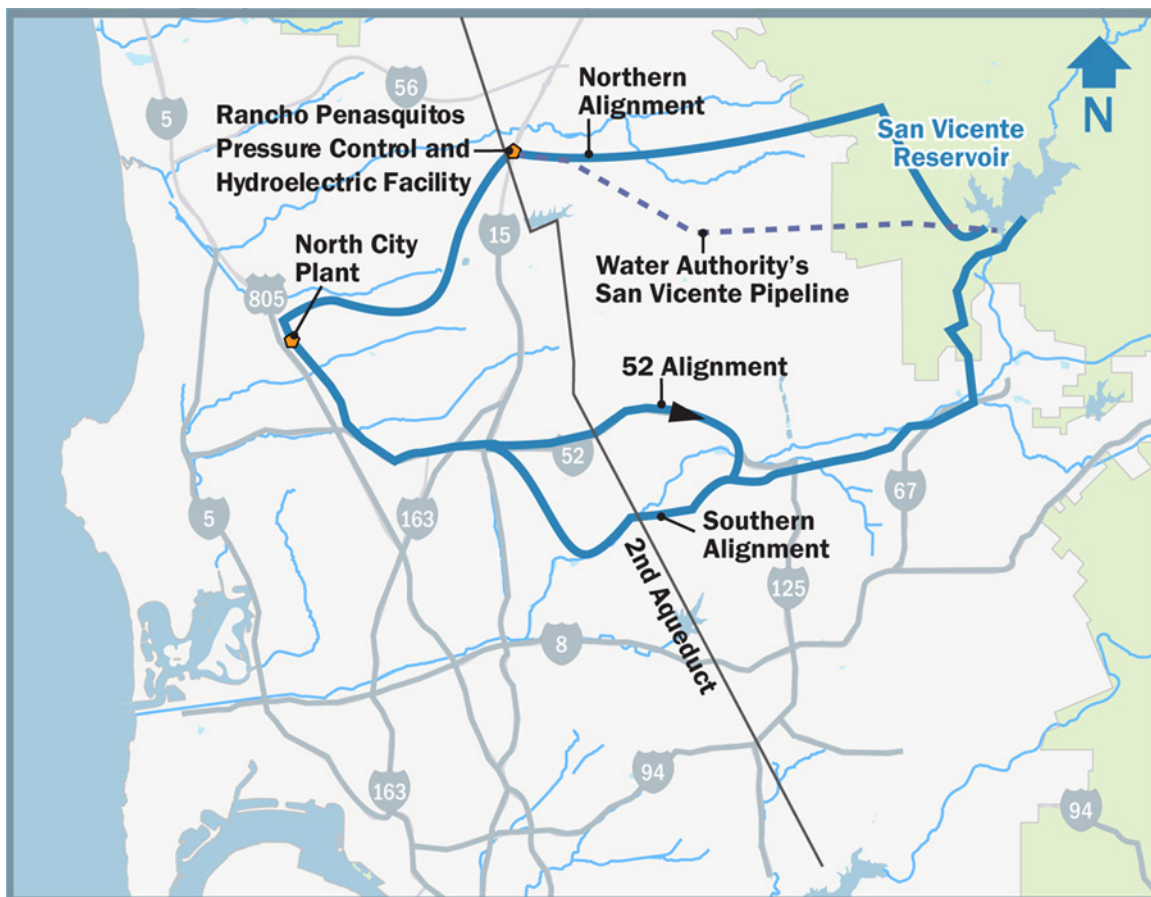 56
5
Northern
Alignment
Rancho Penasquitos
Pressure Control and
Hydroelectric Facility
N
San Vicente
Reservoir
15
North City
Plant
Water Authority's
San Vicente Pipeline
805
52 Alignment
52
67
5
163
Southern
Alignment
2nd Aqueduct
125
8
94
163
94